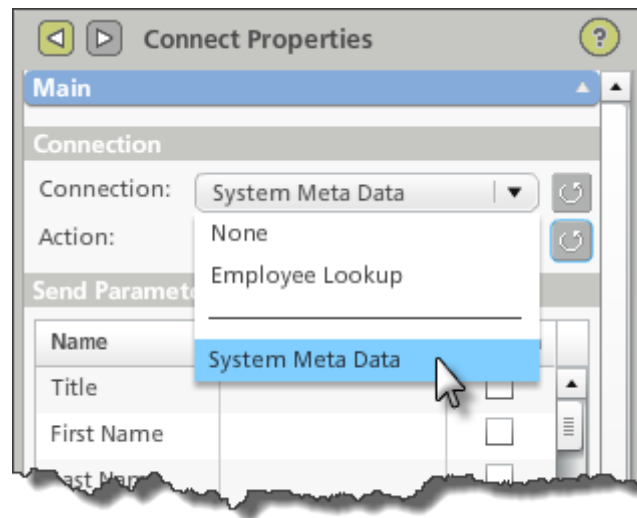 Connect Properties
?
Main
Connection
Connection: System Meta Data
Action:
None
Employee Lookup
System Meta Data
Send
Name
Title
First Name